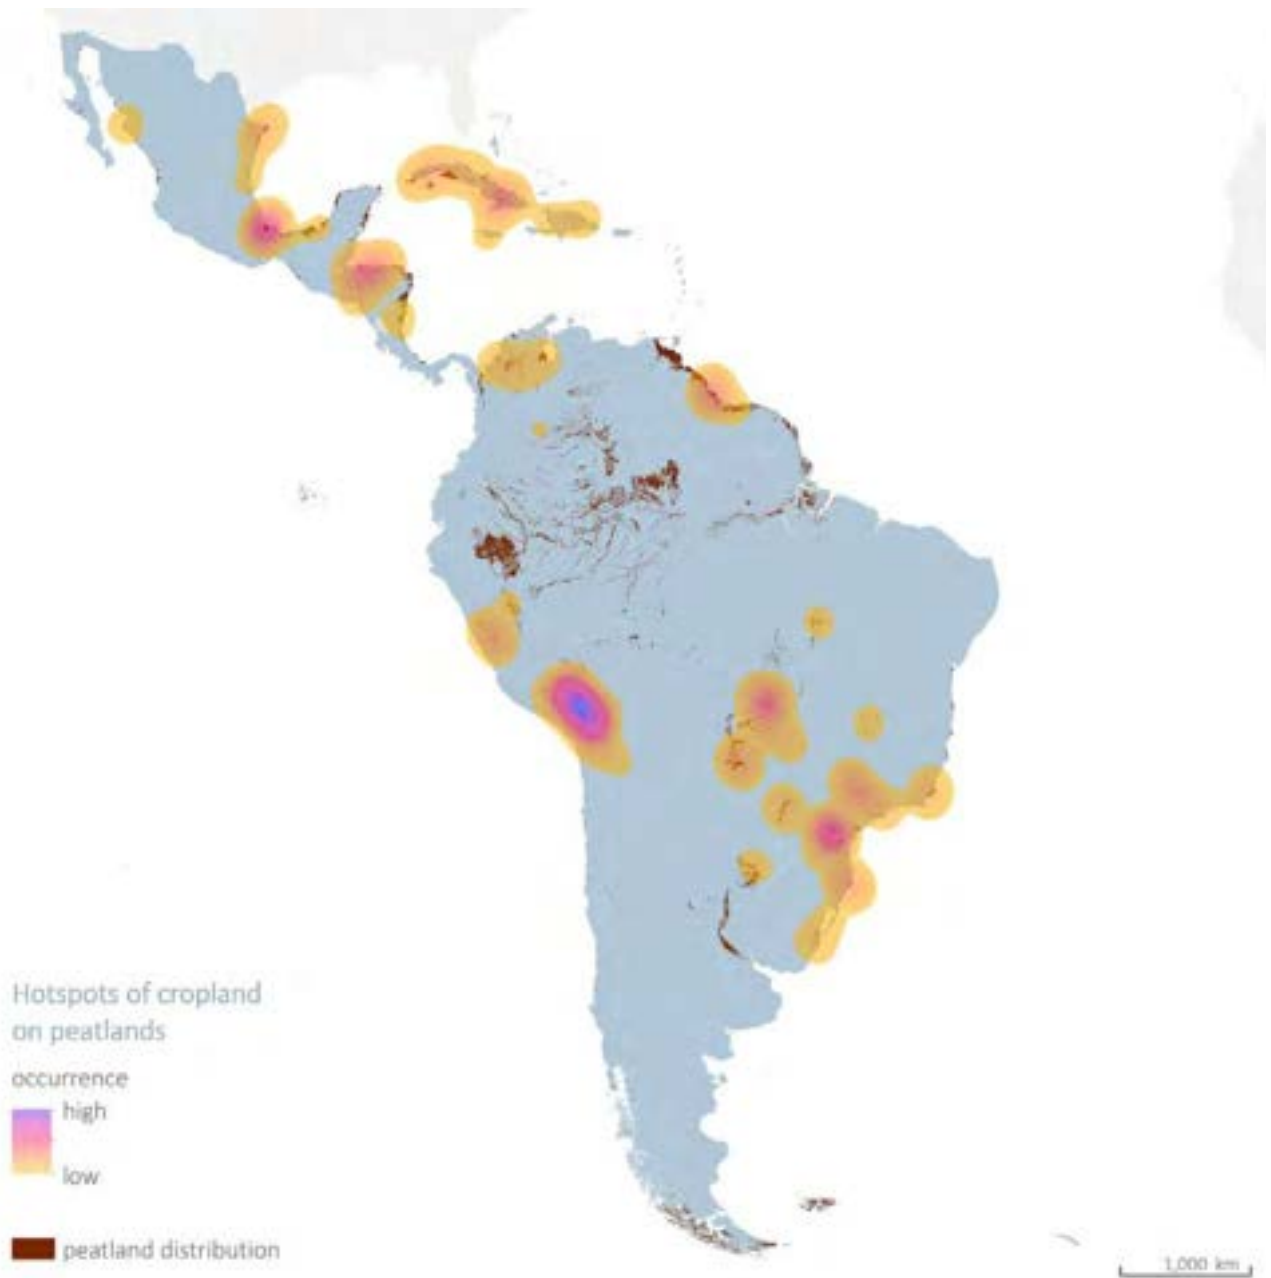 Hotspots of cropland
on peatlands
occurrence
high
low
peatland distribution
1,000 km